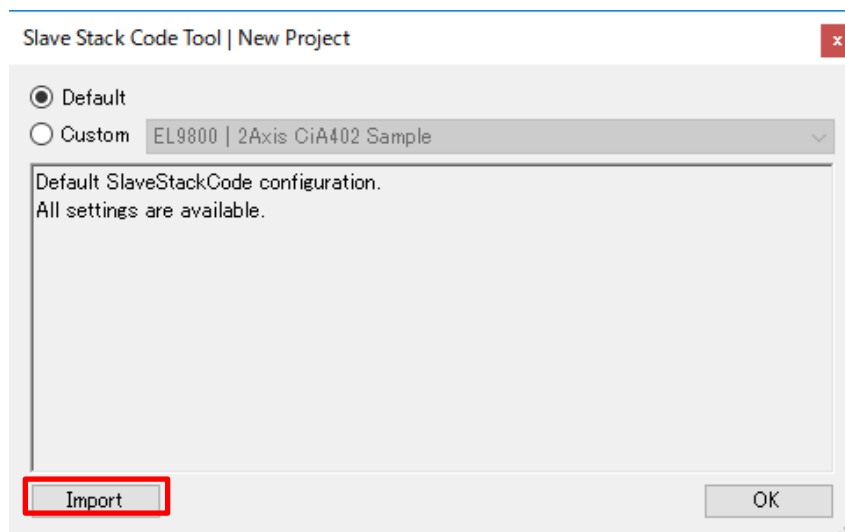 Slave Stack Code Tool | New Project
x
Default
Custom EL9800 | 2Axis CiA402 Sample
Default SlaveStackCode configuration.
All settings are available.
Import OK